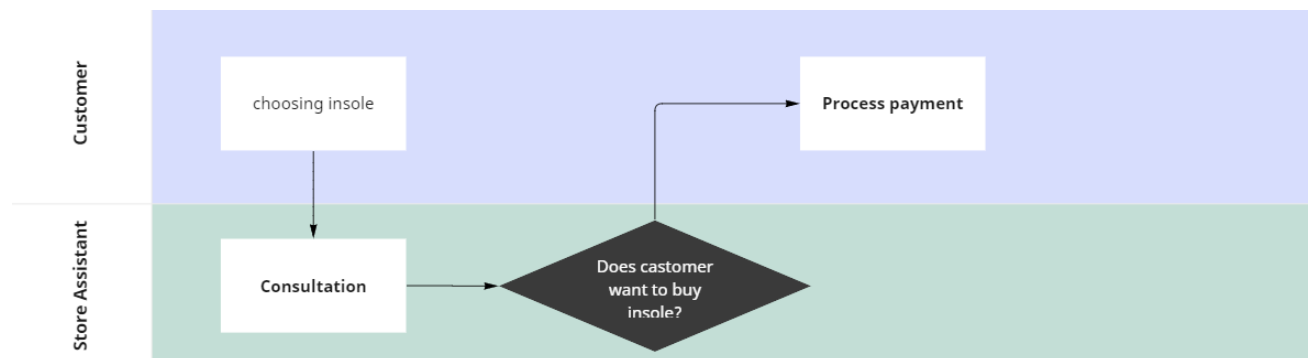 Customer
choosing insole
Process payment
Store Assistant
Consultation
Does castomer
want to buy
insole?